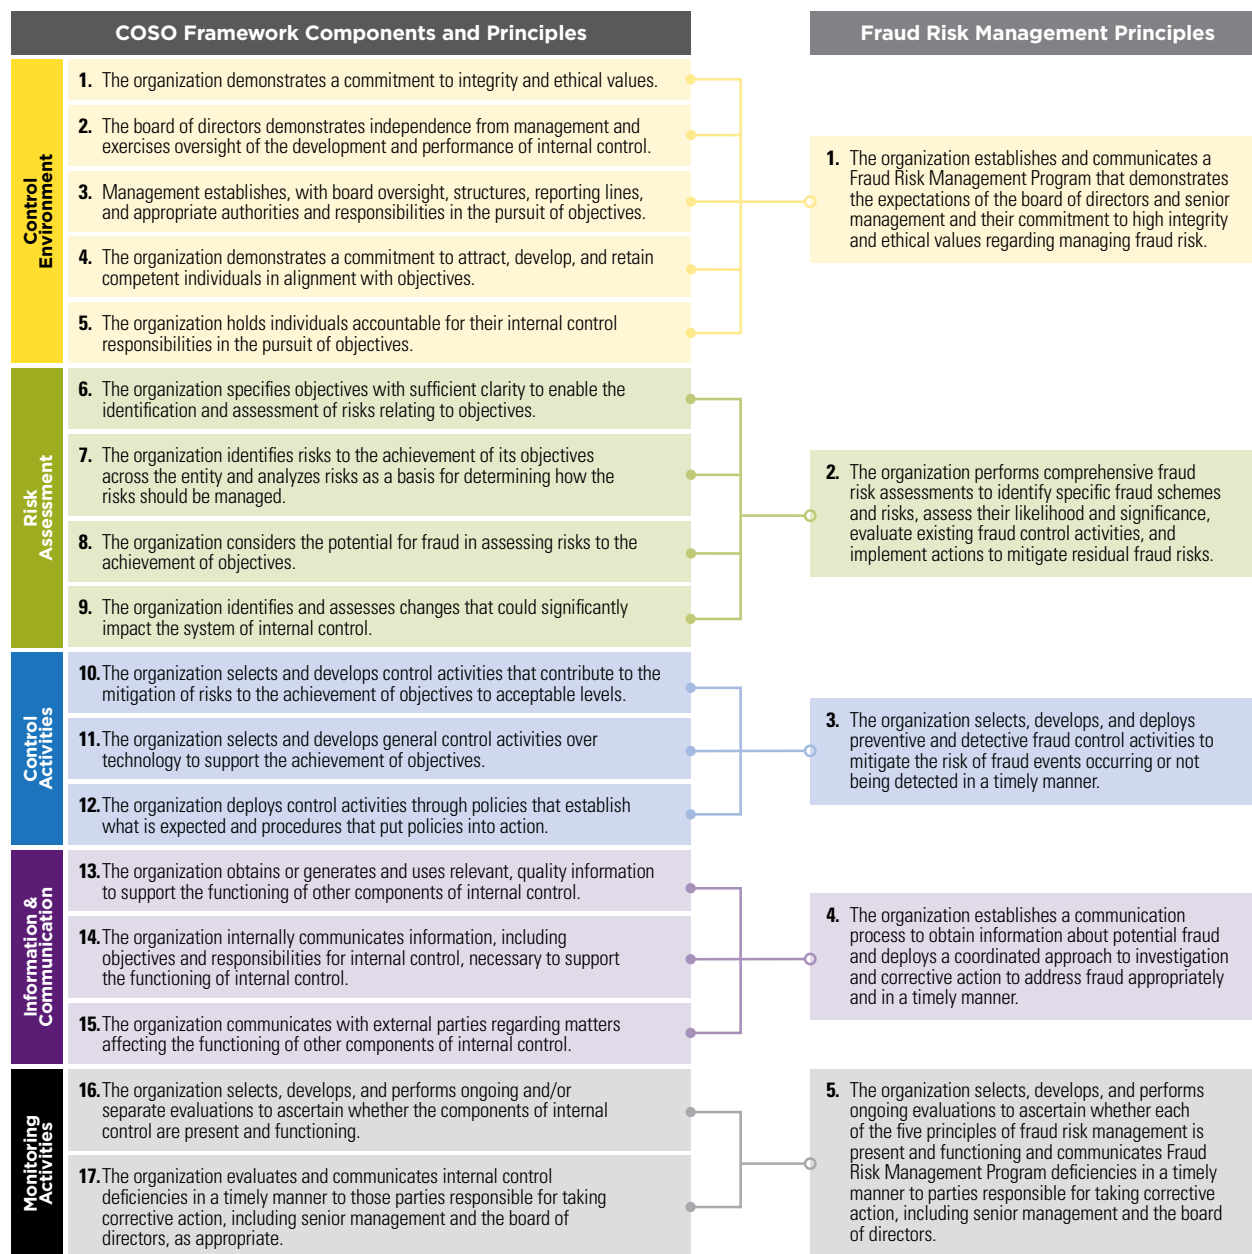 COSO Framework Components and Principles
Fraud Risk Management Principles
Control
Environment
1. The organization demonstrates a commitment to integrity and ethical values.
2. The board of directors demonstrates independence from management and
exercises oversight of the development and performance of internal control.
3. Management establishes, with board oversight, structures, reporting lines,
and appropriate authorities and responsibilities in the pursuit of objectives.
4. The organization demonstrates a commitment to attract, develop, and retain
competent individuals in alignment with objectives.
5. The organization holds individuals accountable for their internal control
responsibilities in the pursuit of objectives.
1. The organization establishes and communicates a
Fraud Risk Management Program that demonstrates
the expectations of the board of directors and senior
management and their commitment to high integrity
and ethical values regarding managing fraud risk.
Risk
Assessment
6. The organization specifies objectives with sufficient clarity to enable the
identification and assessment of risks relating to objectives.
7. The organization identifies risks to the achievement of its objectives
across the entity and analyzes risks as a basis for determining how the
risks should be managed.
8. The organization considers the potential for fraud in assessing risks to the
achievement of objectives.
9. The organization identifies and assesses changes that could significantly
impact the system of internal control.
2. The organization performs comprehensive fraud
risk assessments to identify specific fraud schemes
and risks, assess their likelihood and significance,
evaluate existing fraud control activities, and
implement actions to mitigate residual fraud risks.
Control
Activities
10. The organization selects and develops control activities that contribute to the
mitigation of risks to the achievement of objectives to acceptable levels.
11. The organization selects and develops general control activities over
technology to support the achievement of objectives.
12. The organization deploys control activities through policies that establish
what is expected and procedures that put policies into action.
3. The organization selects, develops, and deploys
preventive and detective fraud control activities to
mitigate the risk of fraud events occurring or not
being detected in a timely manner.
Information &
Communication
13. The organization obtains or generates and uses relevant, quality information
to support the functioning of other components of internal control.
14. The organization internally communicates information, including
objectives and responsibilities for internal control, necessary to support
the functioning of internal control.
15. The organization communicates with external parties regarding matters
affecting the functioning of other components of internal control.
4. The organization establishes a communication
process to obtain information about potential fraud
and deploys a coordinated approach to investigation
and corrective action to address fraud appropriately
and in a timely manner.
Monitoring
Activities
16. The organization selects, develops, and performs ongoing and/or
separate evaluations to ascertain whether the components of internal
control are present and functioning.
17. The organization evaluates and communicates internal control
deficiencies in a timely manner to those parties responsible for taking
corrective action, including senior management and the board of
directors, as appropriate.
5. The organization selects, develops, and performs
ongoing evaluations to ascertain whether each
of the five principles of fraud risk management is
present and functioning and communicates Fraud
Risk Management Program deficiencies in a timely
manner to parties responsible for taking corrective
action, including senior management and the board
of directors.